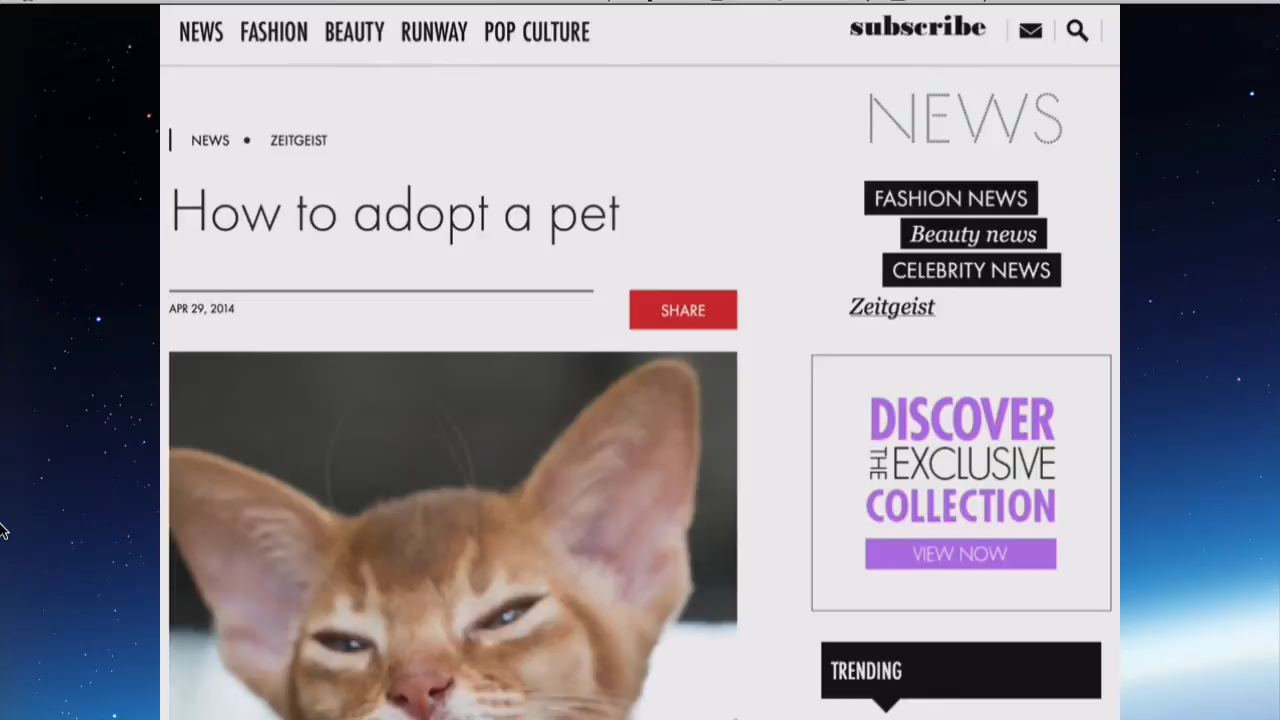 NEWS FASHION BEAUTY RUNWAY POP CULTURE
subscribe
NEWS
NEWS • ZEITGEIST
How to adopt a pet
APR 29, 2014
SHARE
FASHION NEWS
Beauty news
CELEBRITY NEWS
Zeitgeist
DISCOVER
THE EXCLUSIVE
COLLECTION
VIEW NOW
TRENDING